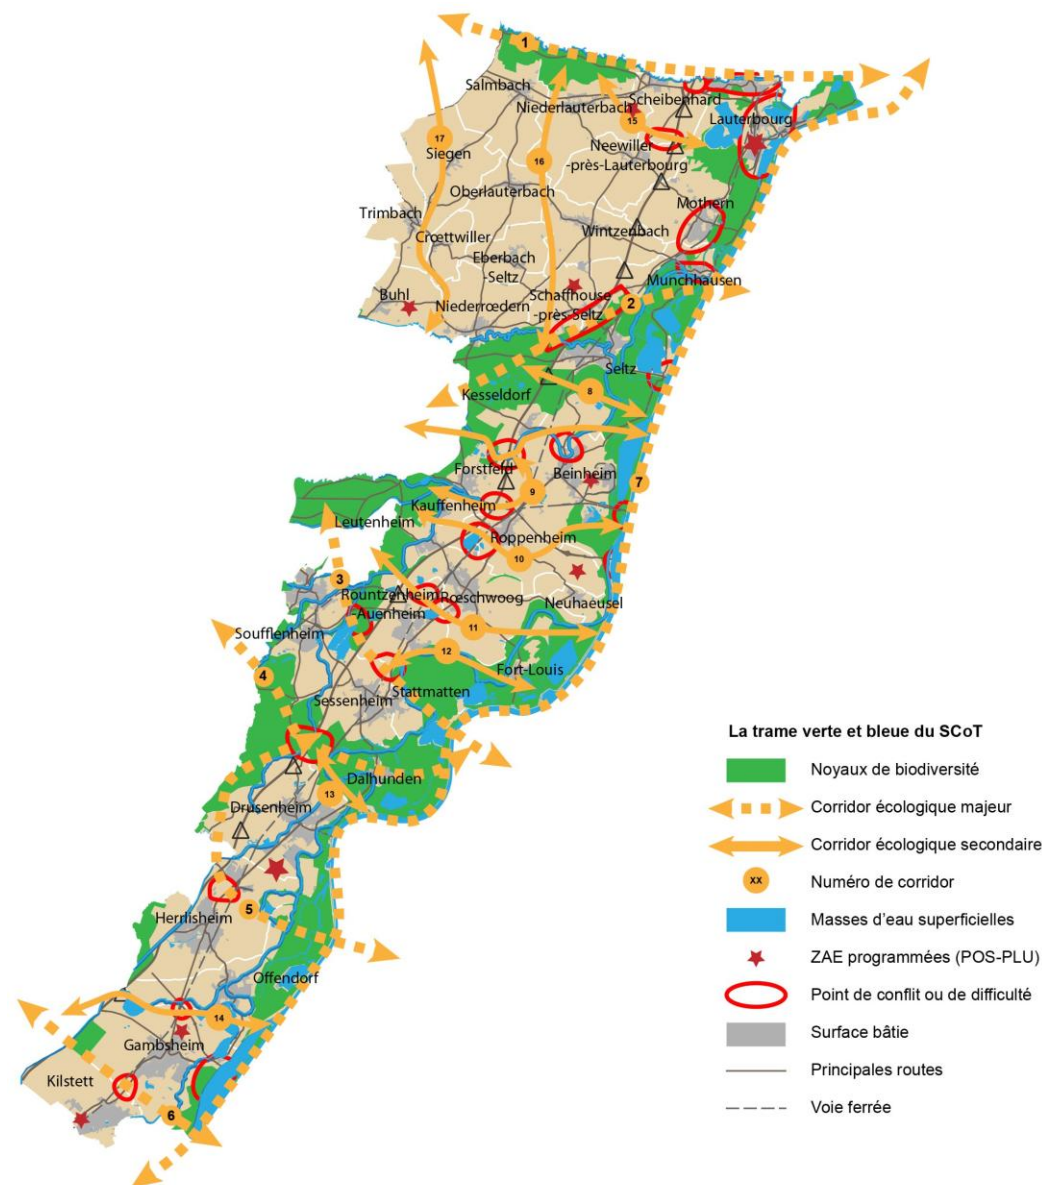 1
Salmbach
Niederlauterbach
Scheibenhard
15
Lauterbourg
17
Siegen
16
Neewiller
-près-Lauterbourg
Oberlauterbach
Trimbach
Mothern
Crœttwiller
Wintzenbach
Eberbach
-Seltz
Munchhausen
Buhl
Niederrœdern
Schaffhouse
-près-Seltz
2
Seltz
Kesseldorf
8
Forstfeld
Beinheim
7
9
Kauffenheim
Leutenheim
Roppenheim
10
3
Rountzenheim
-Auenheim
Rœschwoog
Neuhaeusel
Soufflenheim
11
12
4
Fort-Louis
Stattmatten
Sessenheim
Dalhunden
13
Drusenheim
5
Herrlisheim
Offendorf
14
Gambsheim
Kilstett
6
La trame verte et bleue du SCoT
Noyaux de biodiversité
Corridor écologique majeur
Corridor écologique secondaire
xx
Numéro de corridor
Masses d'eau superficielles
ZAE programmées (POS-PLU)
Point de conflit ou de difficulté
Surface bâtie
Principales routes
Voie ferrée